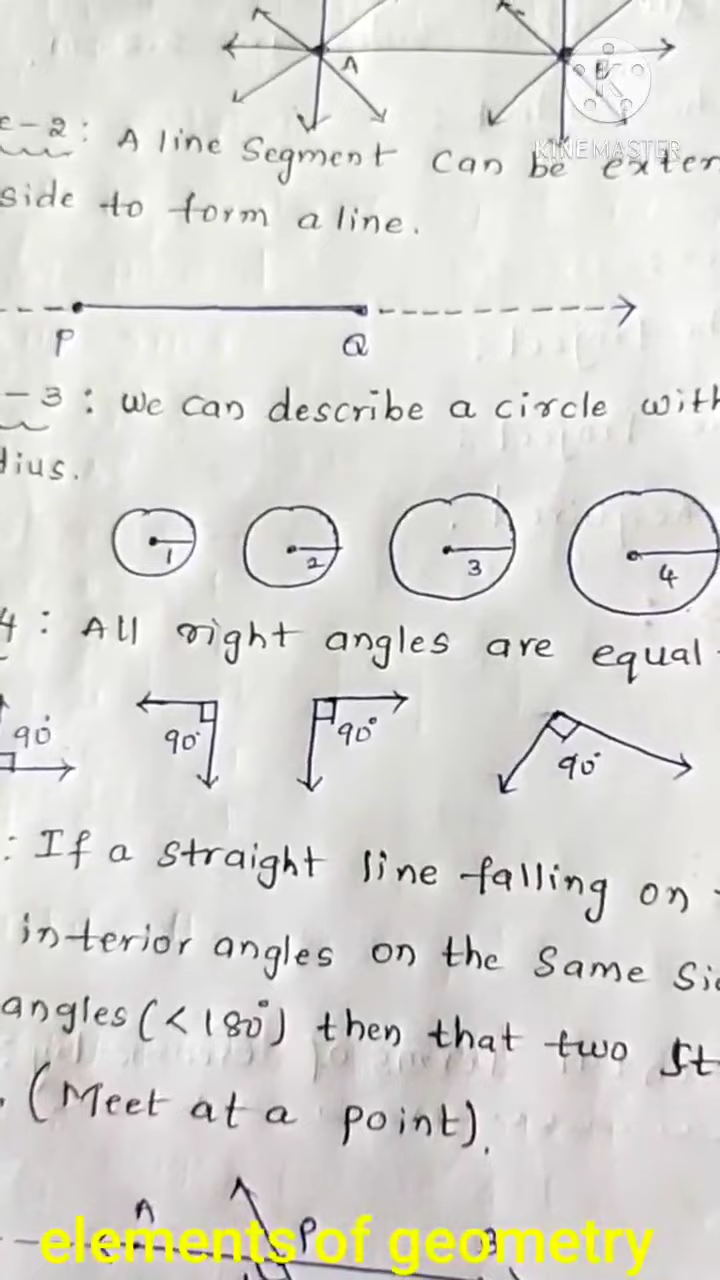 A B
KINEMASTER
e-2: A line segment can be exten
side to form a line.
P Q
-3: we can describe a circle with
dius.
1 2 3 4
4: All right angles are equal
90° 90° 90° 90°
: If a straight line falling on
interior angles on the same si
angles (<180°) then that two st
. (Meet at a point).
A P
elements of geometry